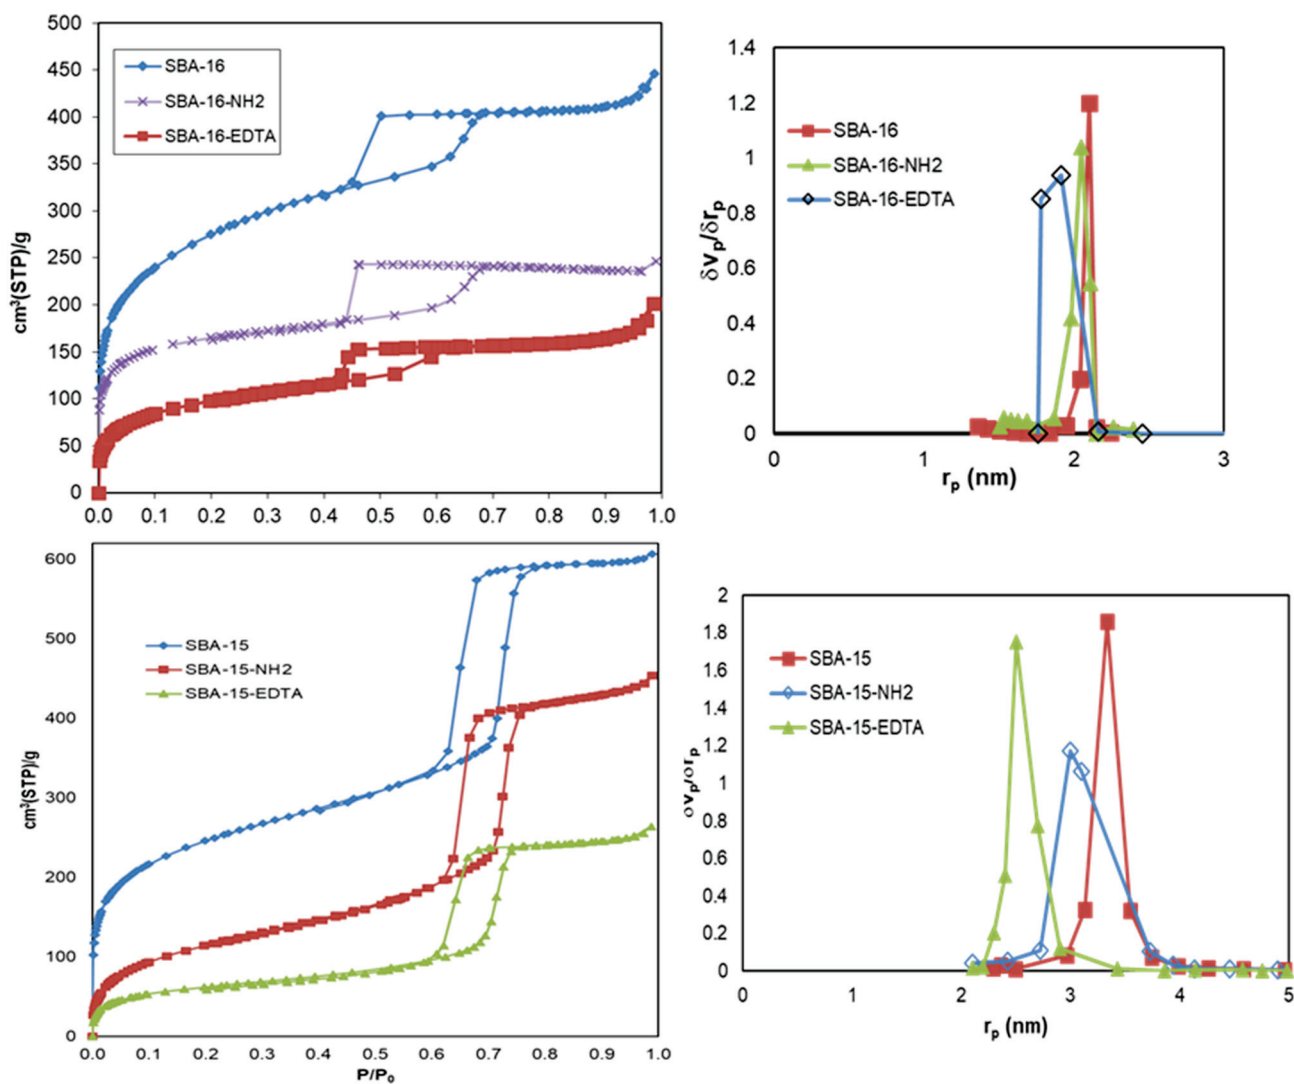 500
450
400
350
300
250
200
150
100
50
0
cm³(STP)/g
SBA-16
SBA-16-NH2
SBA-16-EDTA
0.0 0.1 0.2 0.3 0.4 0.5 0.6 0.7 0.8 0.9 1.0
1.4
1.2
1
0.8
0.6
0.4
0.2
0
δvₚ/δrₚ
SBA-16
SBA-16-NH2
SBA-16-EDTA
0 1 2 3
rₚ (nm)
600
500
400
300
200
100
0
cm³(STP)/g
SBA-15
SBA-15-NH2
SBA-15-EDTA
0.0 0.1 0.2 0.3 0.4 0.5 0.6 0.7 0.8 0.9 1.0
P/P₀
2
1.8
1.6
1.4
1.2
1
0.8
0.6
0.4
0.2
0
δvₚ/δrₚ
SBA-15
SBA-15-NH2
SBA-15-EDTA
0 1 2 3 4 5
rₚ (nm)